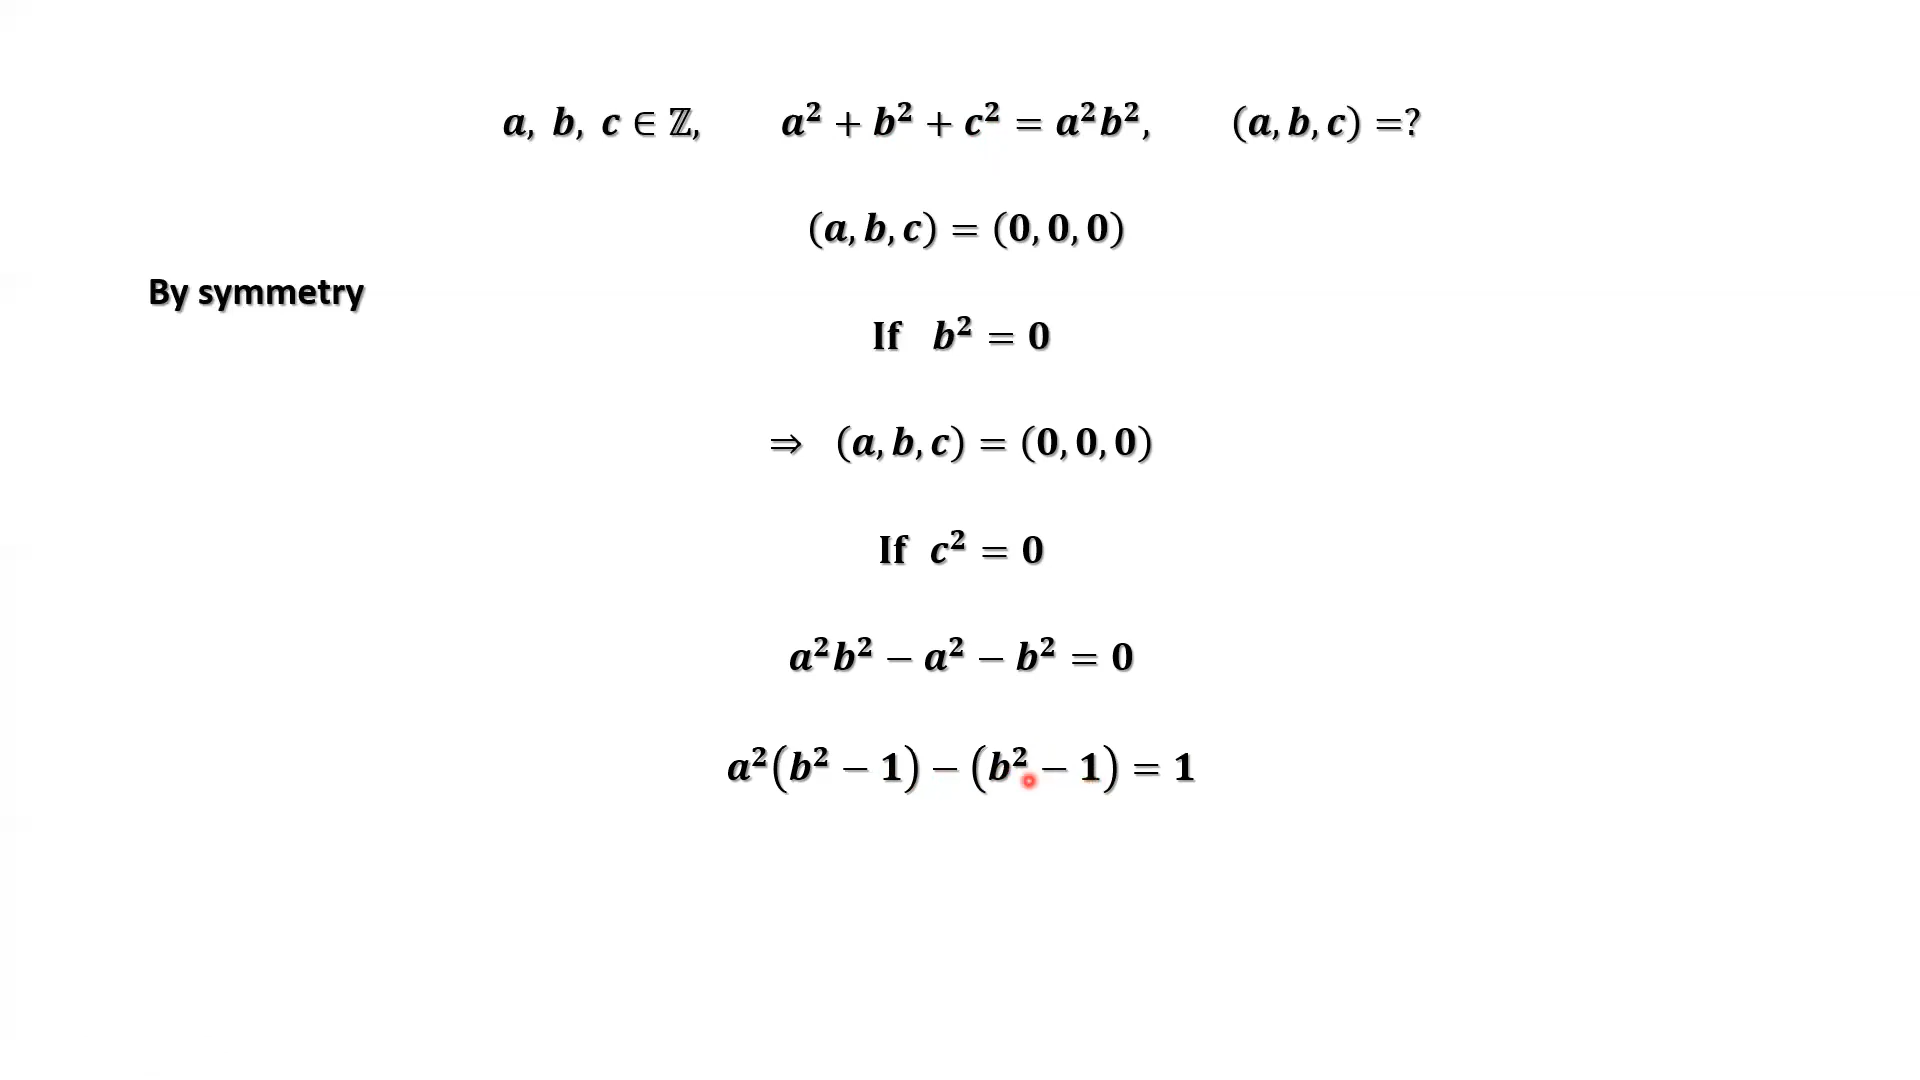 a, b, c ∈ ℤ, a² + b² + c² = a²b², (a, b, c) =?
(a, b, c) = (0, 0, 0)
By symmetry
If b² = 0
⇒ (a, b, c) = (0, 0, 0)
If c² = 0
a²b² − a² − b² = 0
a²(b² − 1) − (b² − 1) = 1